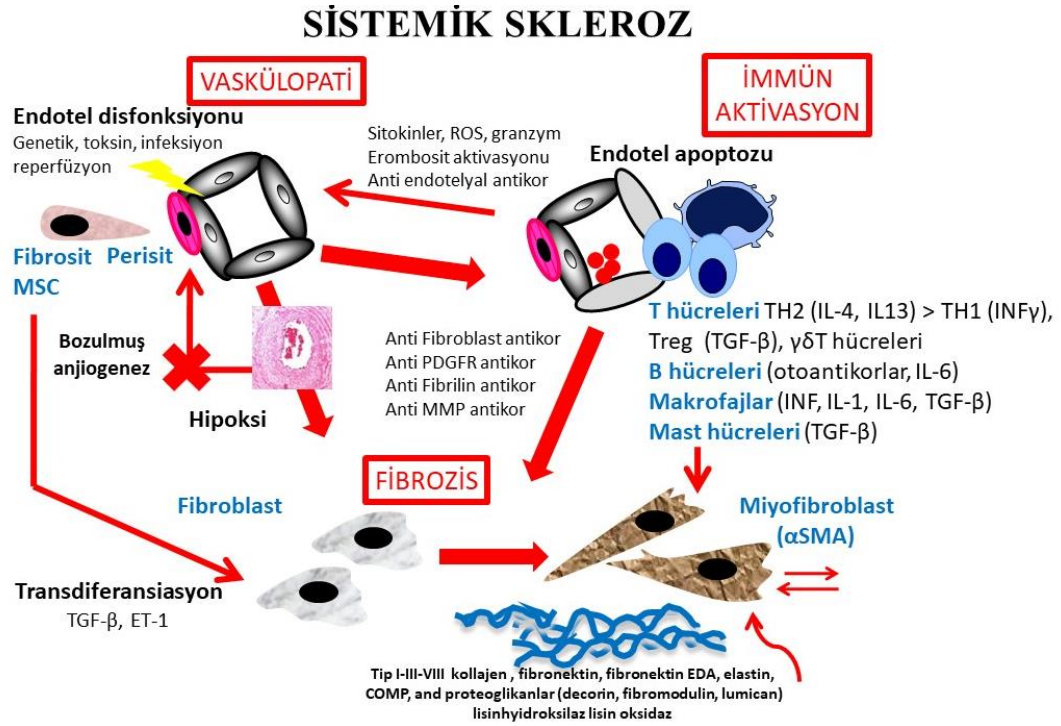 SİSTEMİK SKLEROZ
VASKÜLOPATİ
İMMÜN
AKTİVASYON
Endotel disfonksiyonu
Genetik, toksin, infeksiyon
reperfüzyon
Sitokinler, ROS, granzym
Erombosit aktivasyonu
Anti endotelyal antikor
Endotel apoptozu
Fibrosit Perisit
MSC
Bozulmuş
anjiogenez
Hipoksi
Anti Fibroblast antikor
Anti PDGFR antikor
Anti Fibrilin antikor
Anti MMP antikor
T hücreleri TH2 (IL-4, IL13) > TH1 (INFγ),
Treg (TGF-β), γδT hücreleri
B hücreleri (otoantikorlar, IL-6)
Makrofajlar (INF, IL-1, IL-6, TGF-β)
Mast hücreleri (TGF-β)
FİBROZİS
Fibroblast
Miyofibroblast
(αSMA)
Transdiferansiasyon
TGF-β, ET-1
Tip I-III-VIII kollajen , fibronektin, fibronektin EDA, elastin,
COMP, and proteoglikanlar (decorin, fibromodulin, lumican)
lisinhyidroksilaz lisin oksidaz